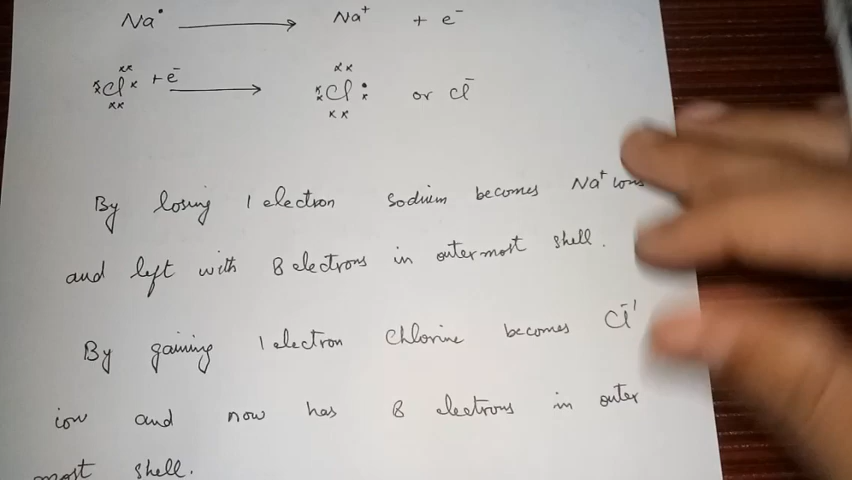 Na• → Na⁺ + e⁻
Cl + e⁻ → Cl or Cl⁻
By losing 1 electron Sodium becomes Na⁺ ions
and left with 8 electrons in outermost shell.
By gaining 1 electron Chlorine becomes Cl⁻¹
ion and now has 8 electrons in outer
most shell.